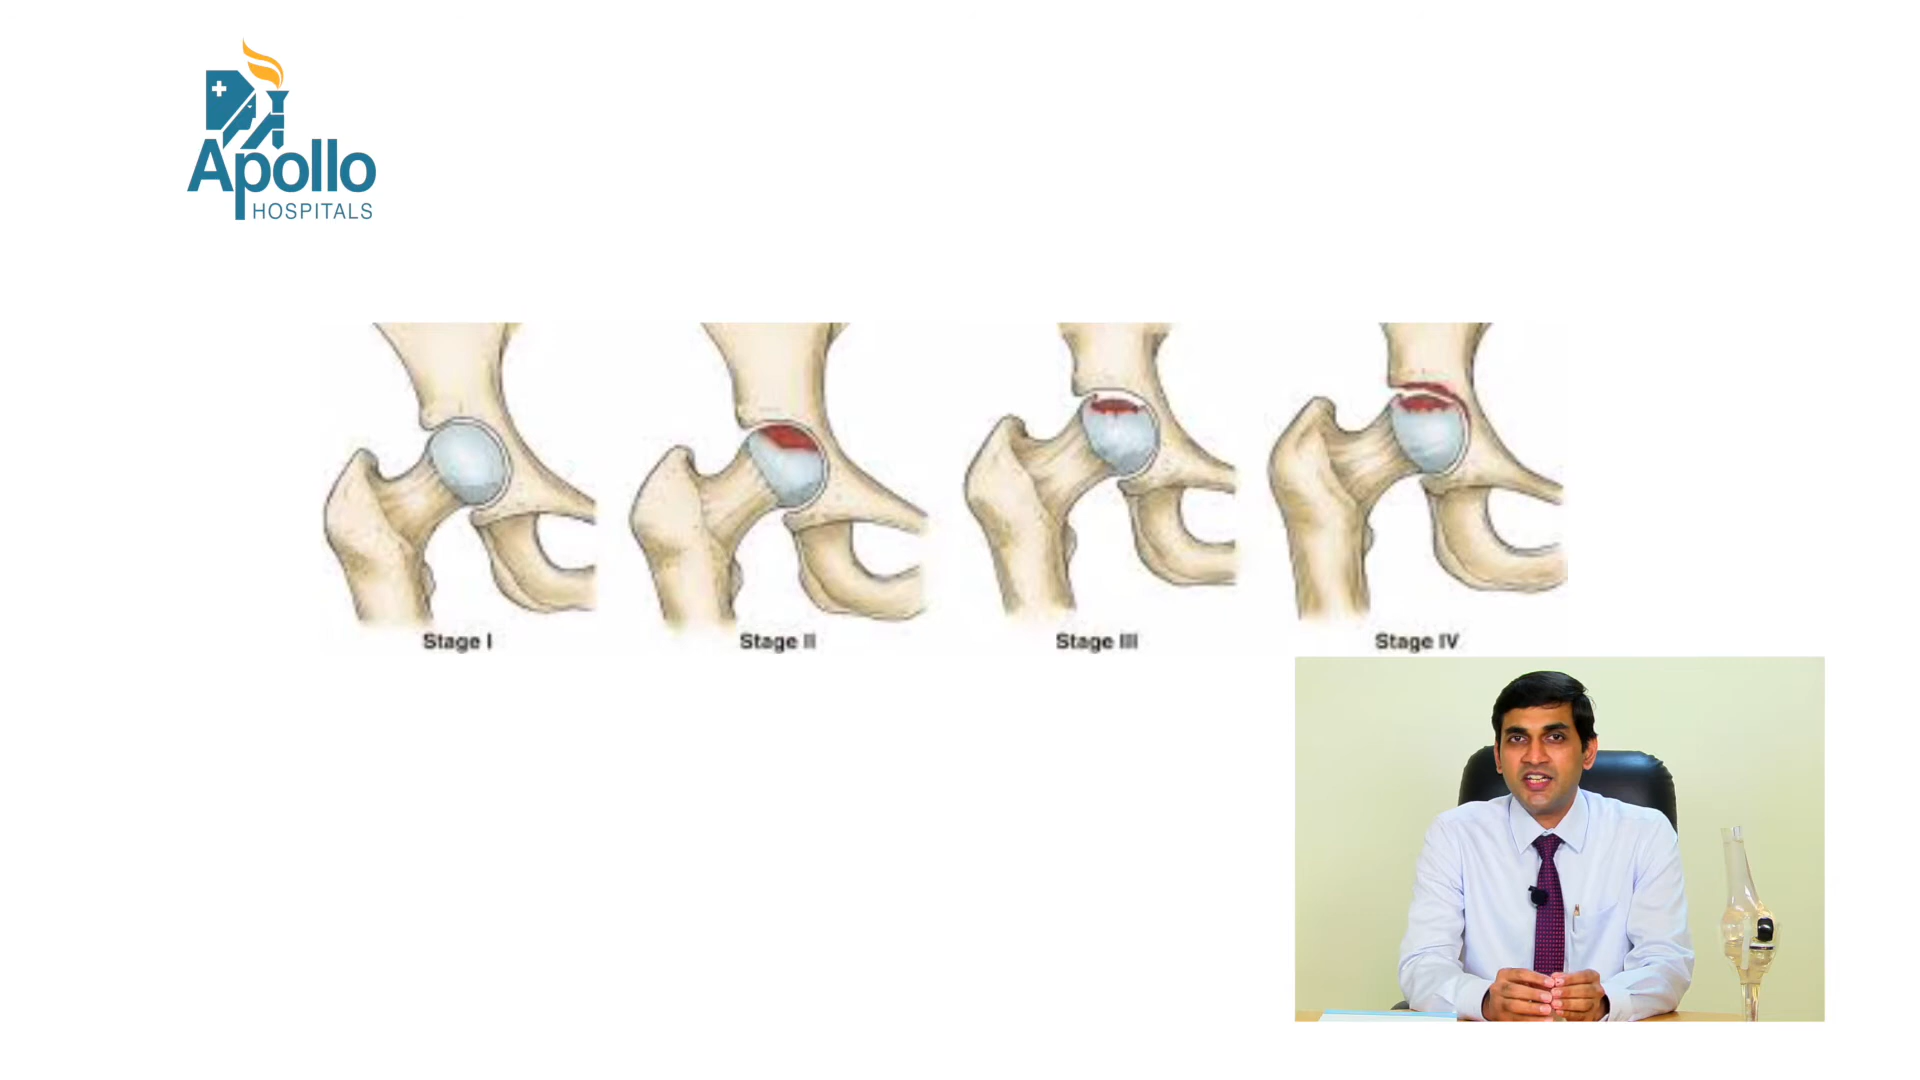 Apollo
HOSPITALS
Stage I
Stage II
Stage III
Stage IV